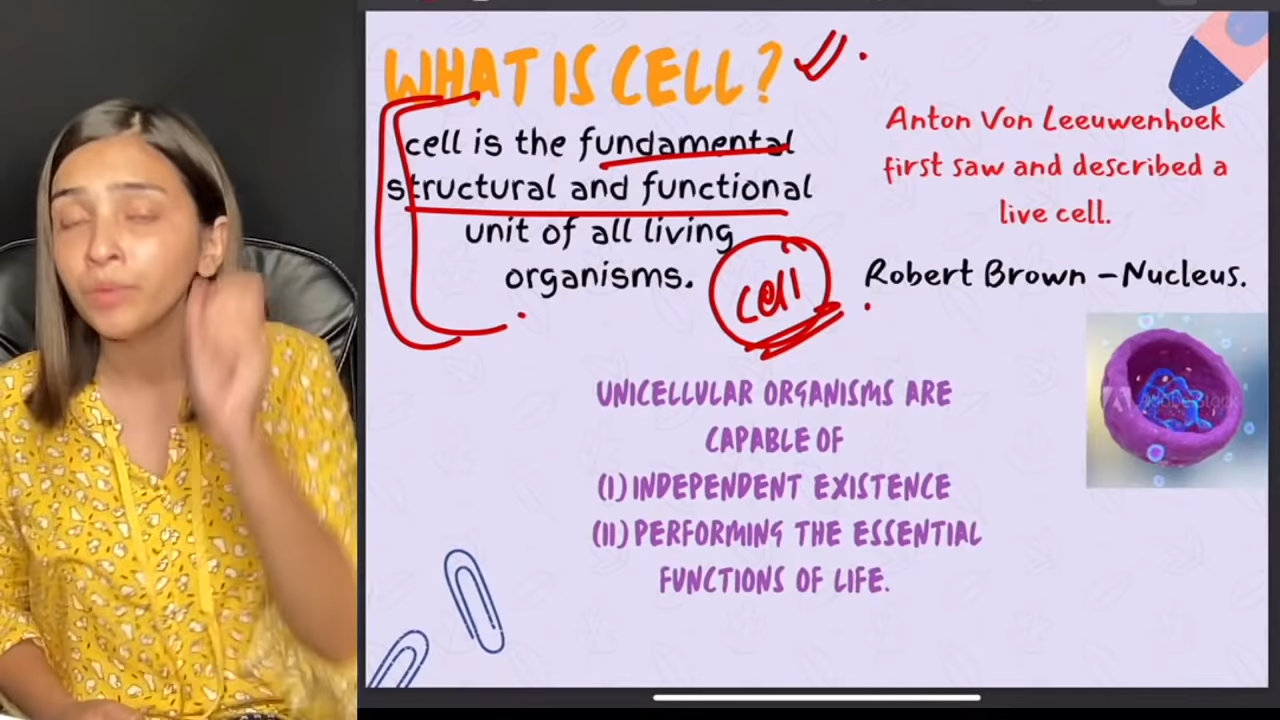 WHAT IS CELL?
cell is the fundamental
structural and functional
unit of all living
organisms.
cell
Anton Von Leeuwenhoek
first saw and described a
live cell.
Robert Brown - Nucleus.
UNICELLULAR ORGANISMS ARE
CAPABLE OF
(I) INDEPENDENT EXISTENCE
(II) PERFORMING THE ESSENTIAL
FUNCTIONS OF LIFE.